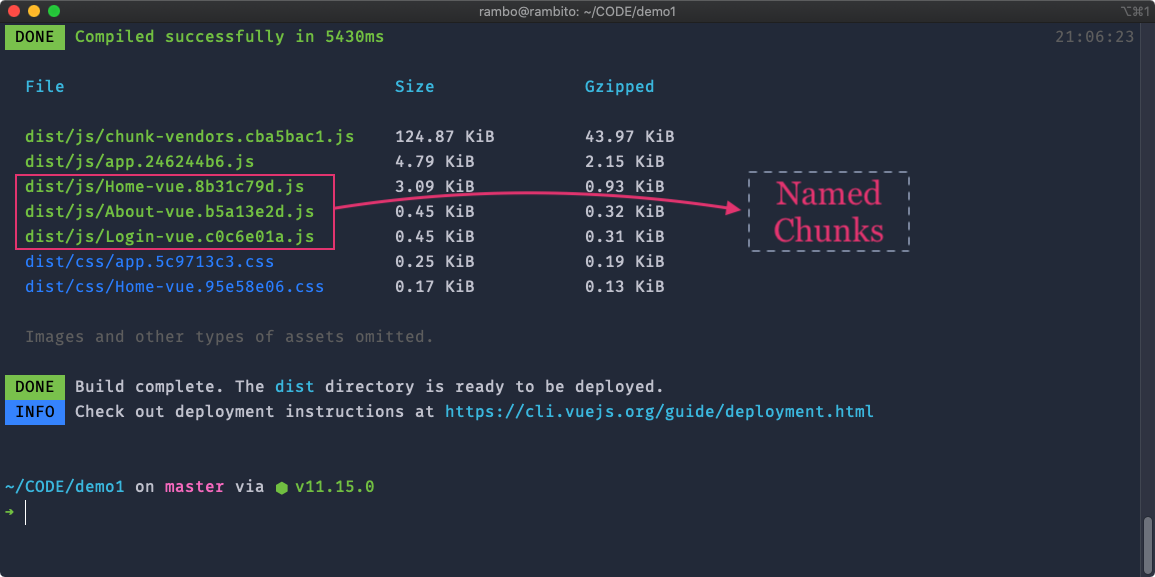 rambo@rambito: ~/CODE/demo1 ⌥⌘1
DONE Compiled successfully in 5430ms 21:06:23
File Size Gzipped
dist/js/chunk-vendors.cba5bac1.js 124.87 KiB 43.97 KiB
dist/js/app.246244b6.js 4.79 KiB 2.15 KiB
dist/js/Home-vue.8b31c79d.js 3.09 KiB 0.93 KiB
dist/js/About-vue.b5a13e2d.js 0.45 KiB 0.32 KiB
dist/js/Login-vue.c0c6e01a.js 0.45 KiB 0.31 KiB
dist/css/app.5c9713c3.css 0.25 KiB 0.19 KiB
dist/css/Home-vue.95e58e06.css 0.17 KiB 0.13 KiB
Named
Chunks
Images and other types of assets omitted.
DONE Build complete. The dist directory is ready to be deployed.
INFO Check out deployment instructions at https://cli.vuejs.org/guide/deployment.html
~/CODE/demo1 on master via ⬢ v11.15.0
➜